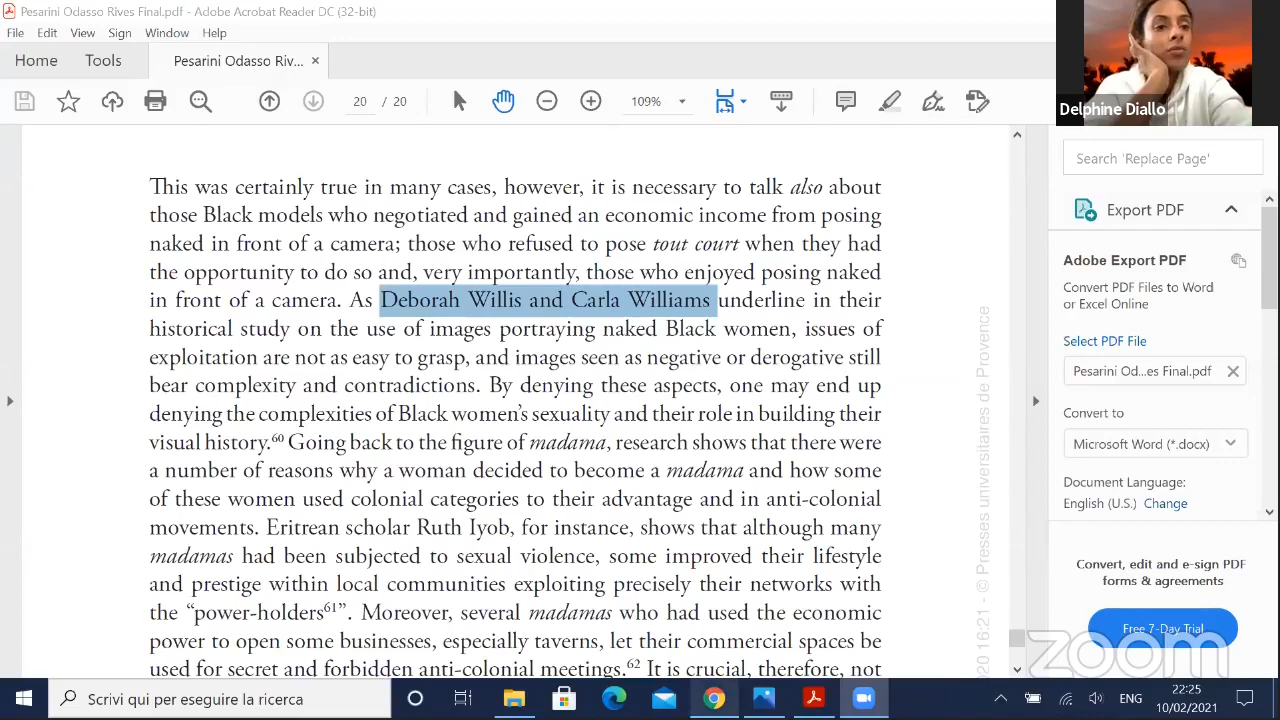 Pesarini Odasso Rives Final.pdf - Adobe Acrobat Reader DC (32-bit)
File Edit View Sign Window Help
Home Tools Pesarini Odasso Riv... ×
20 / 20 109%
Delphine Diallo
This was certainly true in many cases, however, it is necessary to talk also about
those Black models who negotiated and gained an economic income from posing
naked in front of a camera; those who refused to pose tout court when they had
the opportunity to do so and, very importantly, those who enjoyed posing naked
in front of a camera. As Deborah Willis and Carla Williams underline in their
historical study on the use of images portraying naked Black women, issues of
exploitation are not as easy to grasp and images seen as negative or derogative still
bear complexity and contradictions. By denying these aspects, one may end up
denying the complexities of Black women's sexuality and their role in building their
visual history.⁶⁰ Going back to the figure of madamas research shows that there were
a number of reasons why a woman decided to become a madama and how some
of these women used colonial categories to their advantage and in anti-colonial
movements. Eritrean scholar Ruth Iyob, for instance, shows that although many
madamas had been subjected to sexual violence, some improved their lifestyle
and prestige within local communities exploiting precisely their networks with
the “power-holders⁶¹”. Moreover, several madamas who had used the economic
power to open some businesses, especially taverns, let their commercial spaces be
used for secret and forbidden anti-colonial meetings.⁶² It is crucial, therefore, not
020 16:21 - © Presses universitaires de Provence
Search 'Replace Page'
Export PDF
Adobe Export PDF
Convert PDF Files to Word
or Excel Online
Select PDF File
Pesarini Od...e Final.pdf
Convert to
Microsoft Word (*.docx)
Document Language:
English (U.S.) Change
Convert, edit and e-sign PDF
forms & agreements
Free 7-Day Trial
zoom
Scrivi qui per eseguire la ricerca
ENG
22:25
10/02/2021